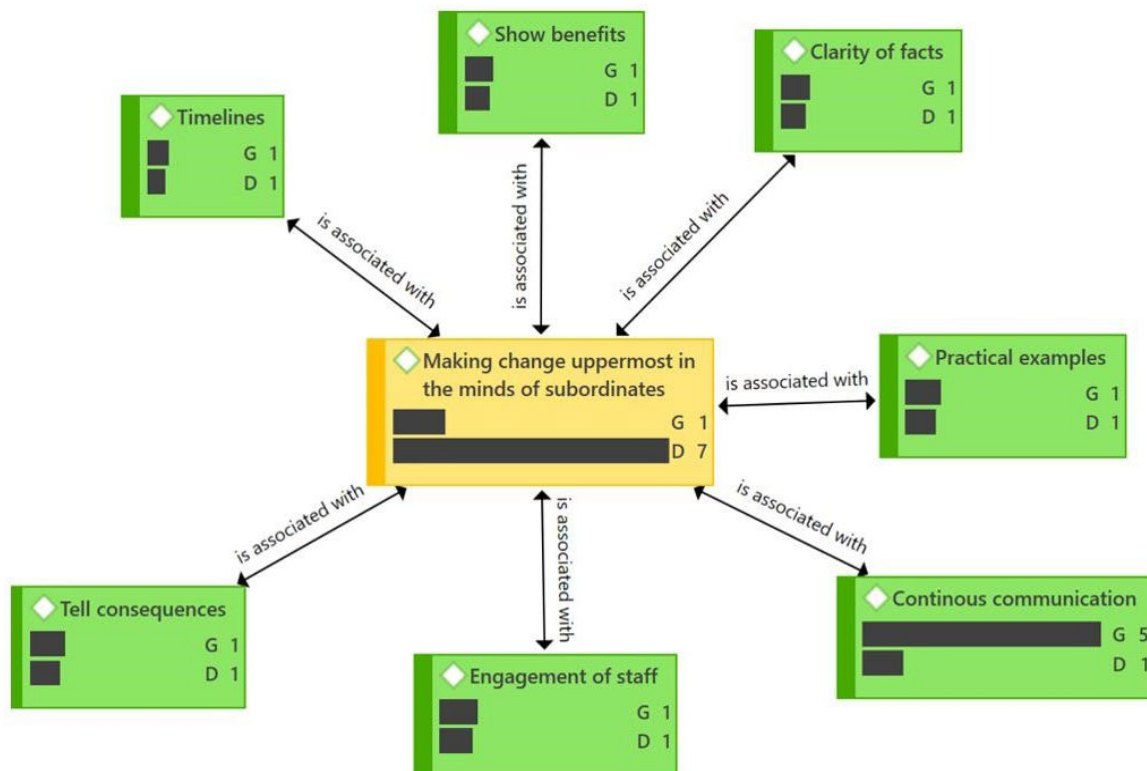 Show benefits
G 1
D 1
Clarity of facts
G 1
D 1
Timelines
G 1
D 1
is associated with
is associated with
is associated with
Making change uppermost in
the minds of subordinates
G 1
D 7
is associated with
Practical examples
G 1
D 1
is associated with
is associated with
is associated with
Tell consequences
G 1
D 1
Engagement of staff
G 1
D 1
Continous communication
G 5
D 1